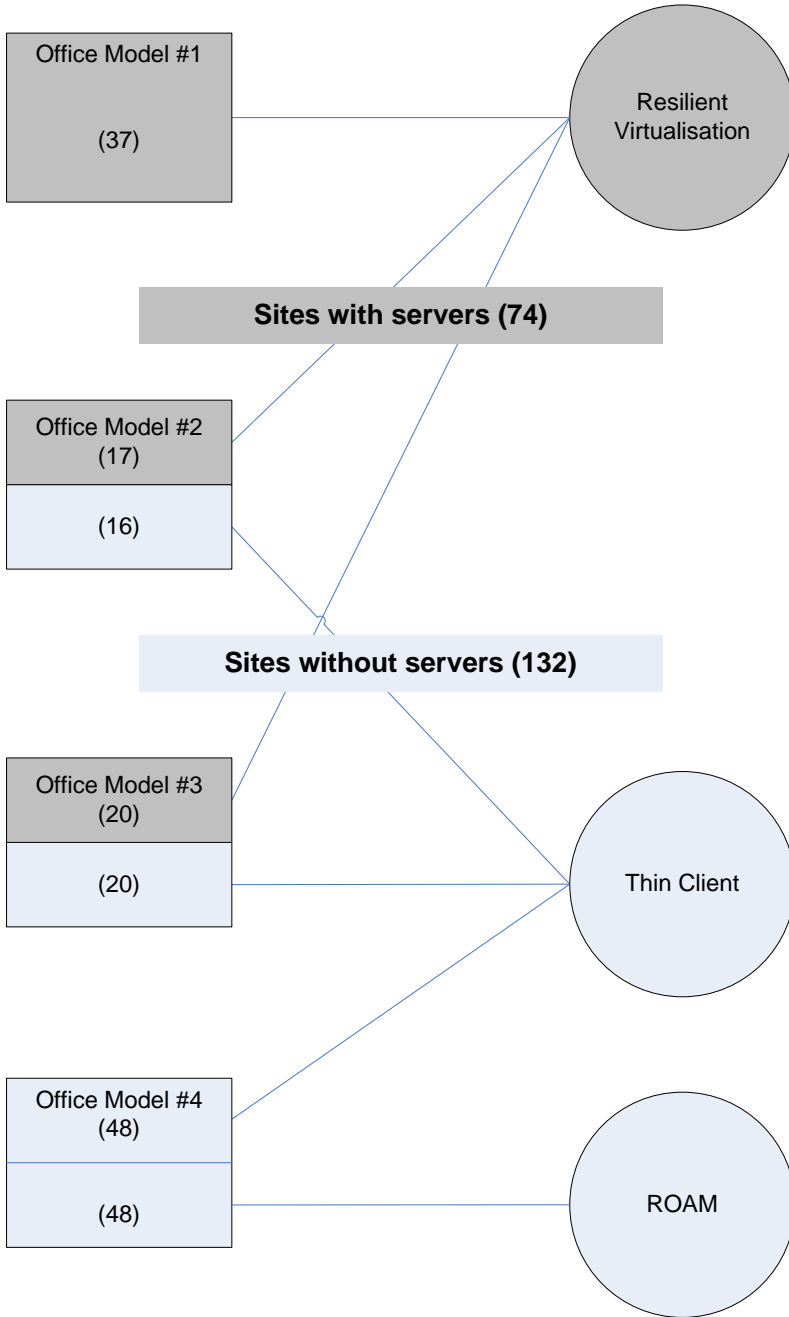 Office Model #1
(37)
Resilient
Virtualisation
Sites with servers (74)
Office Model #2
(17)
(16)
Sites without servers (132)
Office Model #3
(20)
(20)
Thin Client
Office Model #4
(48)
(48)
ROAM